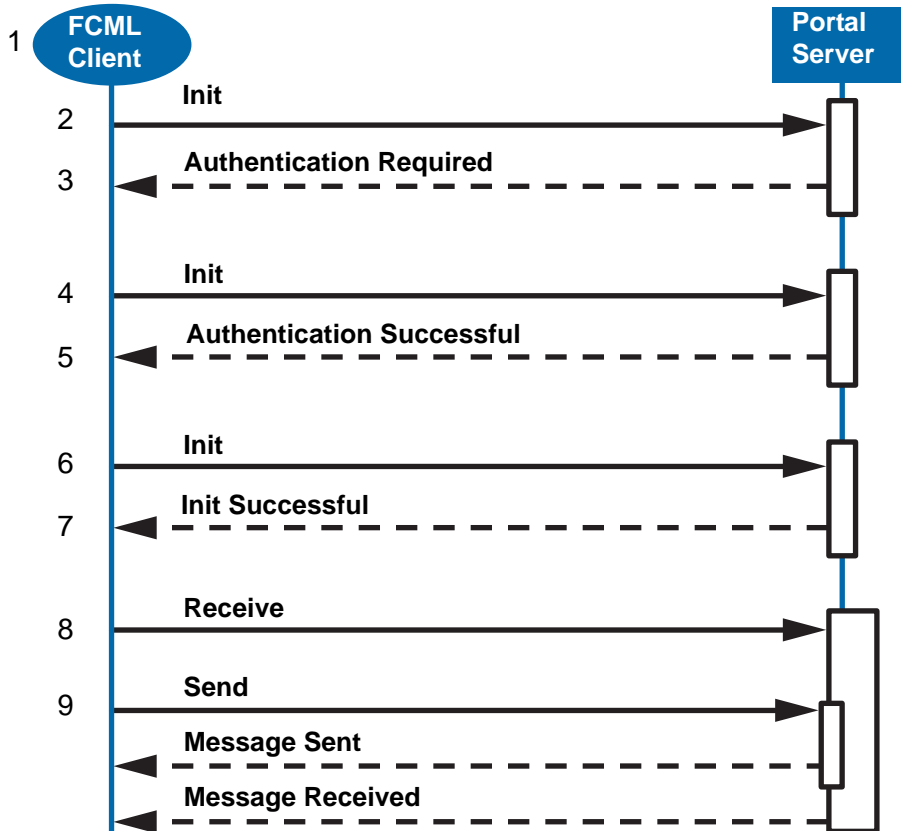 1
FCML
Client
Portal
Server
Init
2
Authentication Required
3
Init
4
Authentication Successful
5
Init
6
Init Successful
7
Receive
8
Send
9
Message Sent
Message Received